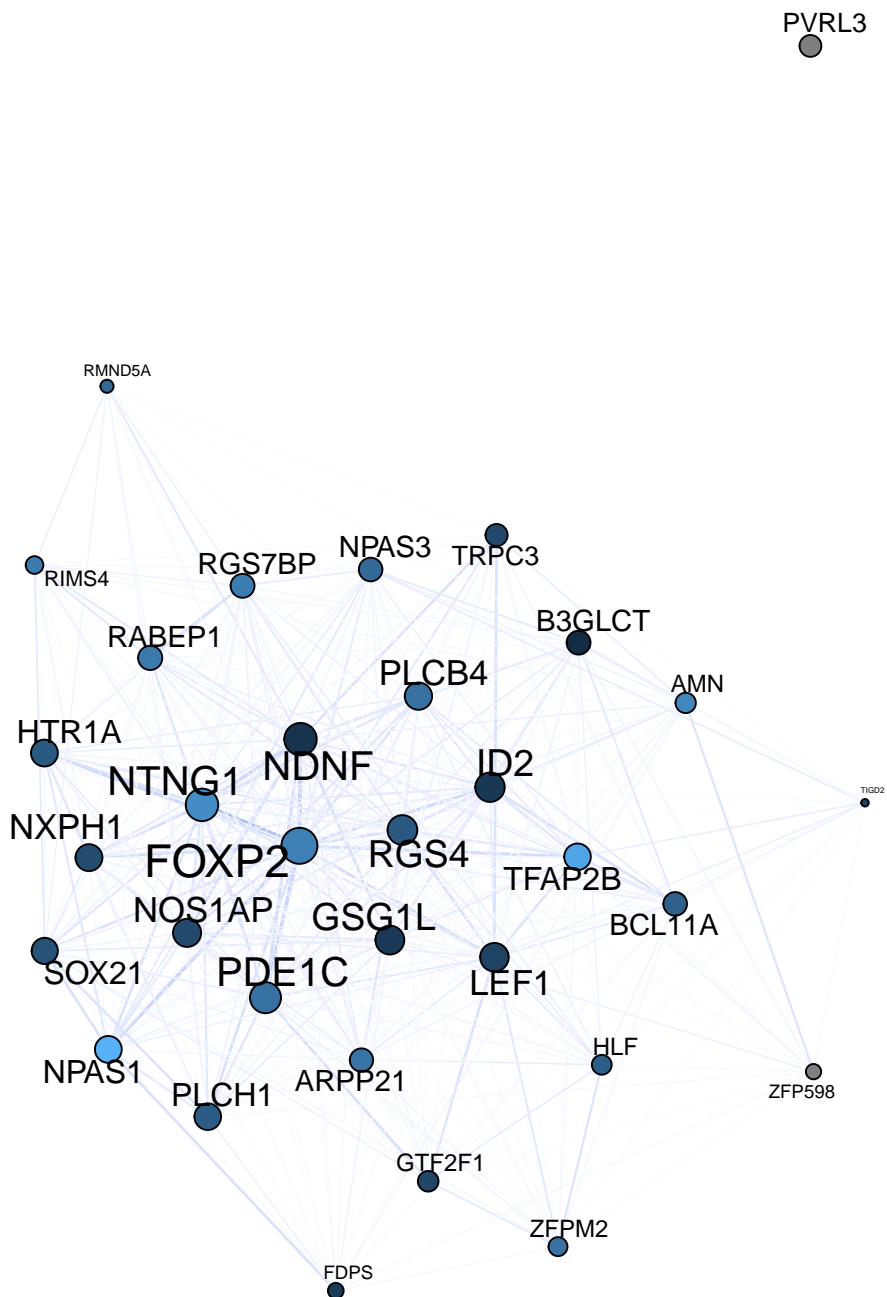 PVRL3
RMND5A
NPAS3
TRPC3
RGS7BP
RIMS4
B3GLCT
RABEP1
PLCB4
AMN
HTR1A
NDNF
ID2
NTNG1
TIGD2
NXPH1
FOXP2
RGS4
TFAP2B
NOS1AP
GSG1L
BCL11A
SOX21
PDE1C
LEF1
HLF
NPAS1
ARPP21
PLCH1
ZFP598
GTF2F1
ZFPM2
FDPS